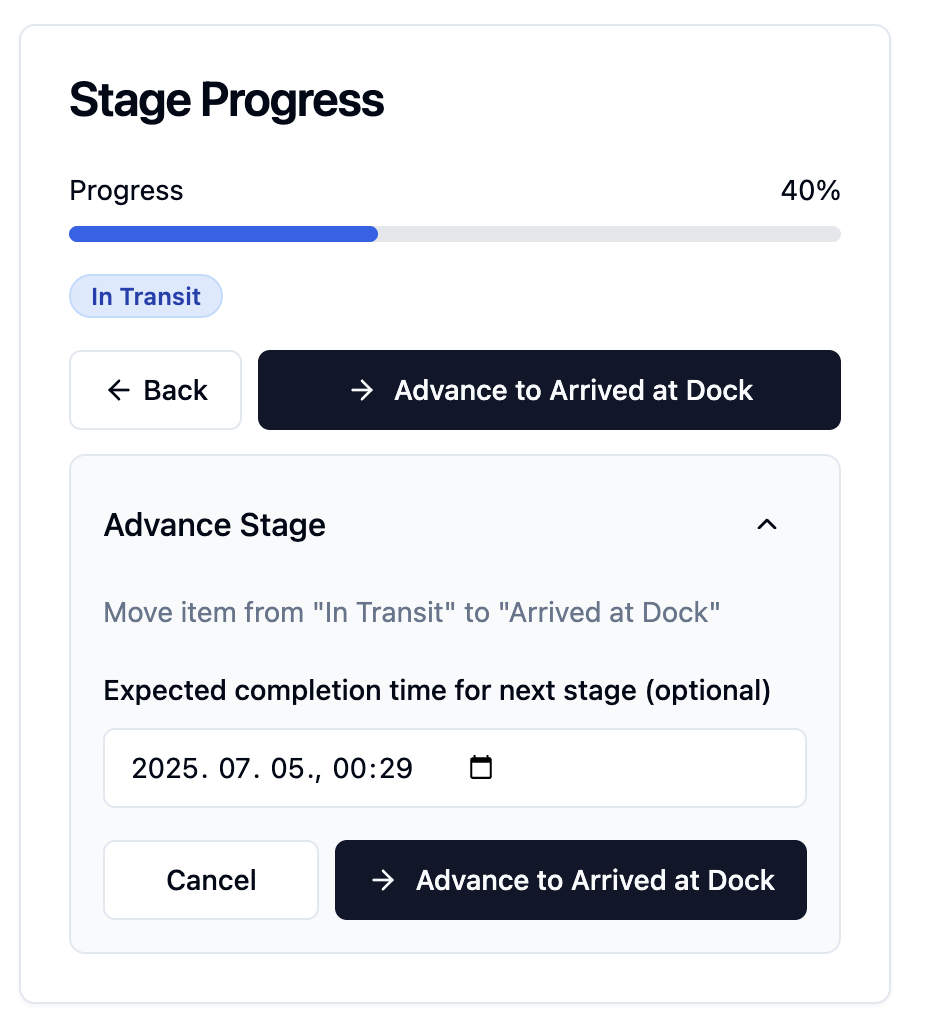 Stage Progress
Progress 40%
In Transit
← Back → Advance to Arrived at Dock
Advance Stage
Move item from "In Transit" to "Arrived at Dock"
Expected completion time for next stage (optional)
2025. 07. 05., 00:29
Cancel → Advance to Arrived at Dock